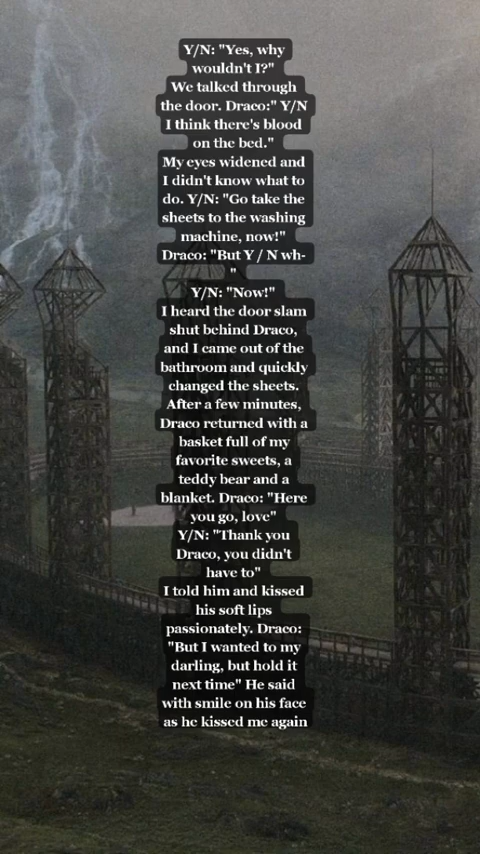 Y/N: "Yes, why
wouldn't I?"
We talked through
the door. Draco:" Y/N
I think there's blood
on the bed."
My eyes widened and
I didn't know what to
do. Y/N: "Go take the
sheets to the washing
machine, now!"
Draco: "But Y / N wh-
"
Y/N: "Now!"
I heard the door slam
shut behind Draco,
and I came out of the
bathroom and quickly
changed the sheets.
After a few minutes,
Draco returned with a
basket full of my
favorite sweets, a
teddy bear and a
blanket. Draco: "Here
you go, love"
Y/N: "Thank you
Draco, you didn't
have to"
I told him and kissed
his soft lips
passionately. Draco:
"But I wanted to my
darling, but hold it
next time" He said
with smile on his face
as he kissed me again